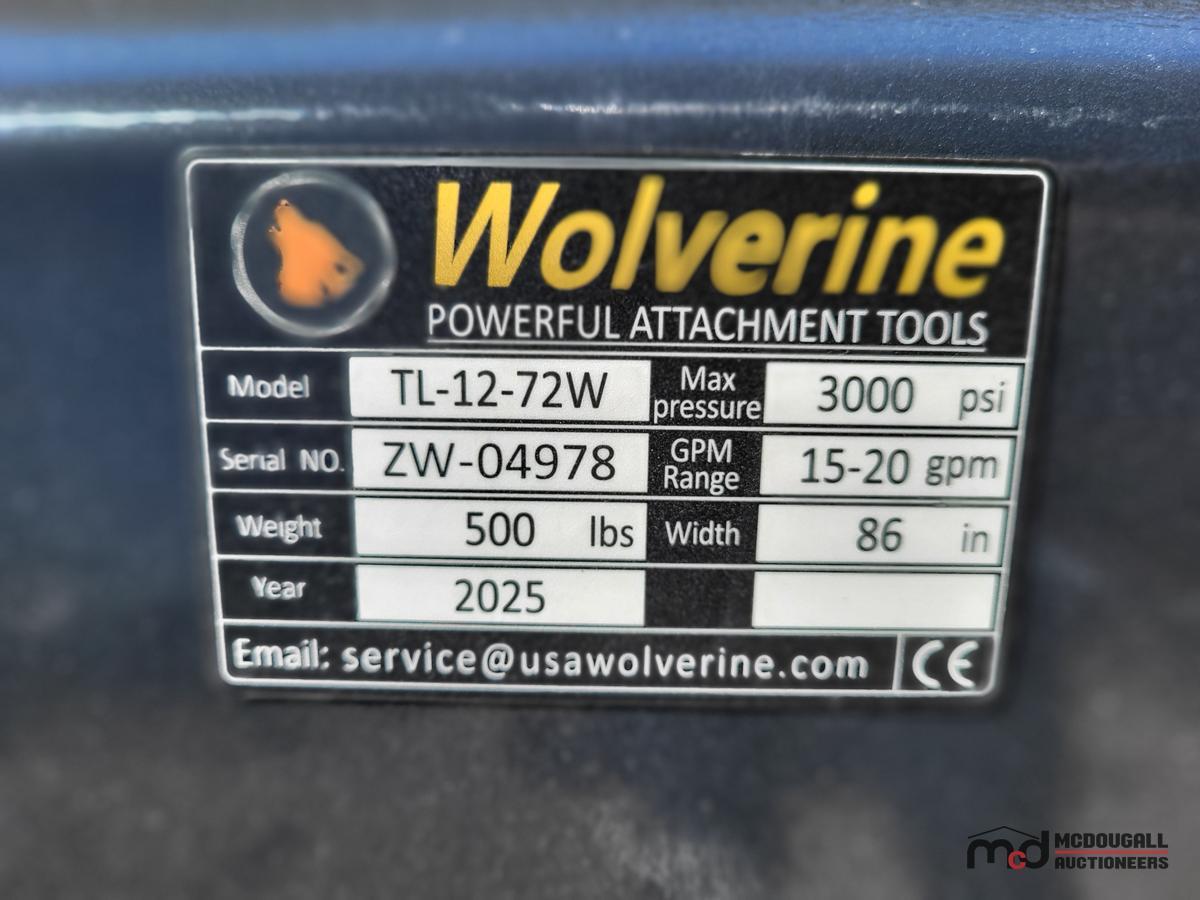 Wolverine
POWERFUL ATTACHMENT TOOLS
Model TL-12-72W Max pressure 3000 psi
Serial NO. ZW-04978 GPM Range 15-20 gpm
Weight 500 lbs Width 86 in
Year 2025
Email: service@usawolverine.com CE
mcd MCDOUGALL
AUCTIONEERS